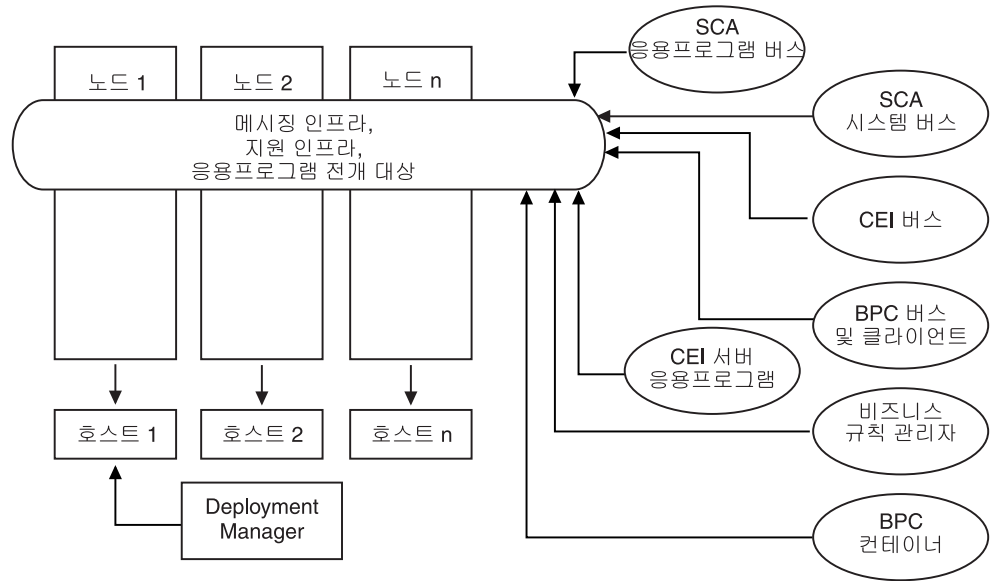 SCA
응용프로그램 버스
노드 1
노드 2
노드 n
SCA
시스템 버스
메시징 인프라,
지원 인프라,
응용프로그램 전개 대상
CEI 버스
BPC 버스
및 클라이언트
CEI 서버
응용프로그램
비즈니스
규칙 관리자
호스트 1
호스트 2
호스트 n
Deployment
Manager
BPC
컨테이너